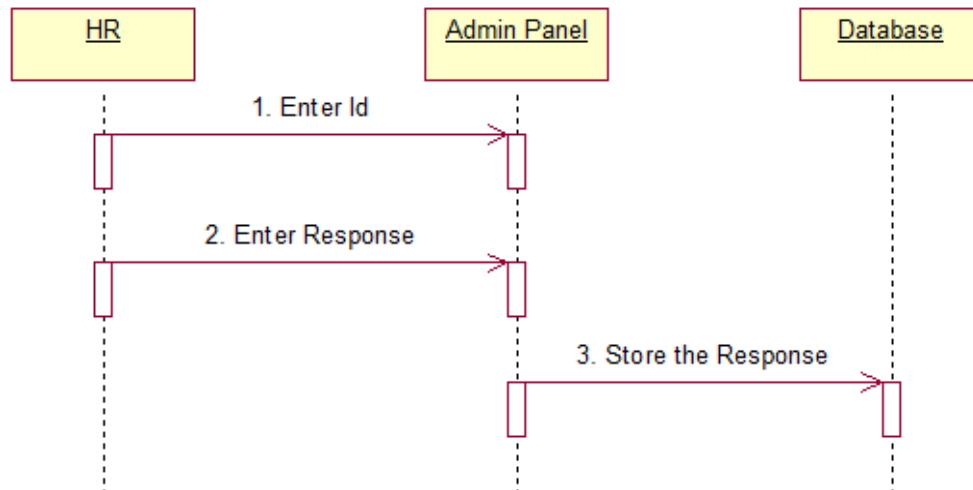 HR
Admin Panel
Database
1. Enter Id
2. Enter Response
3. Store the Response